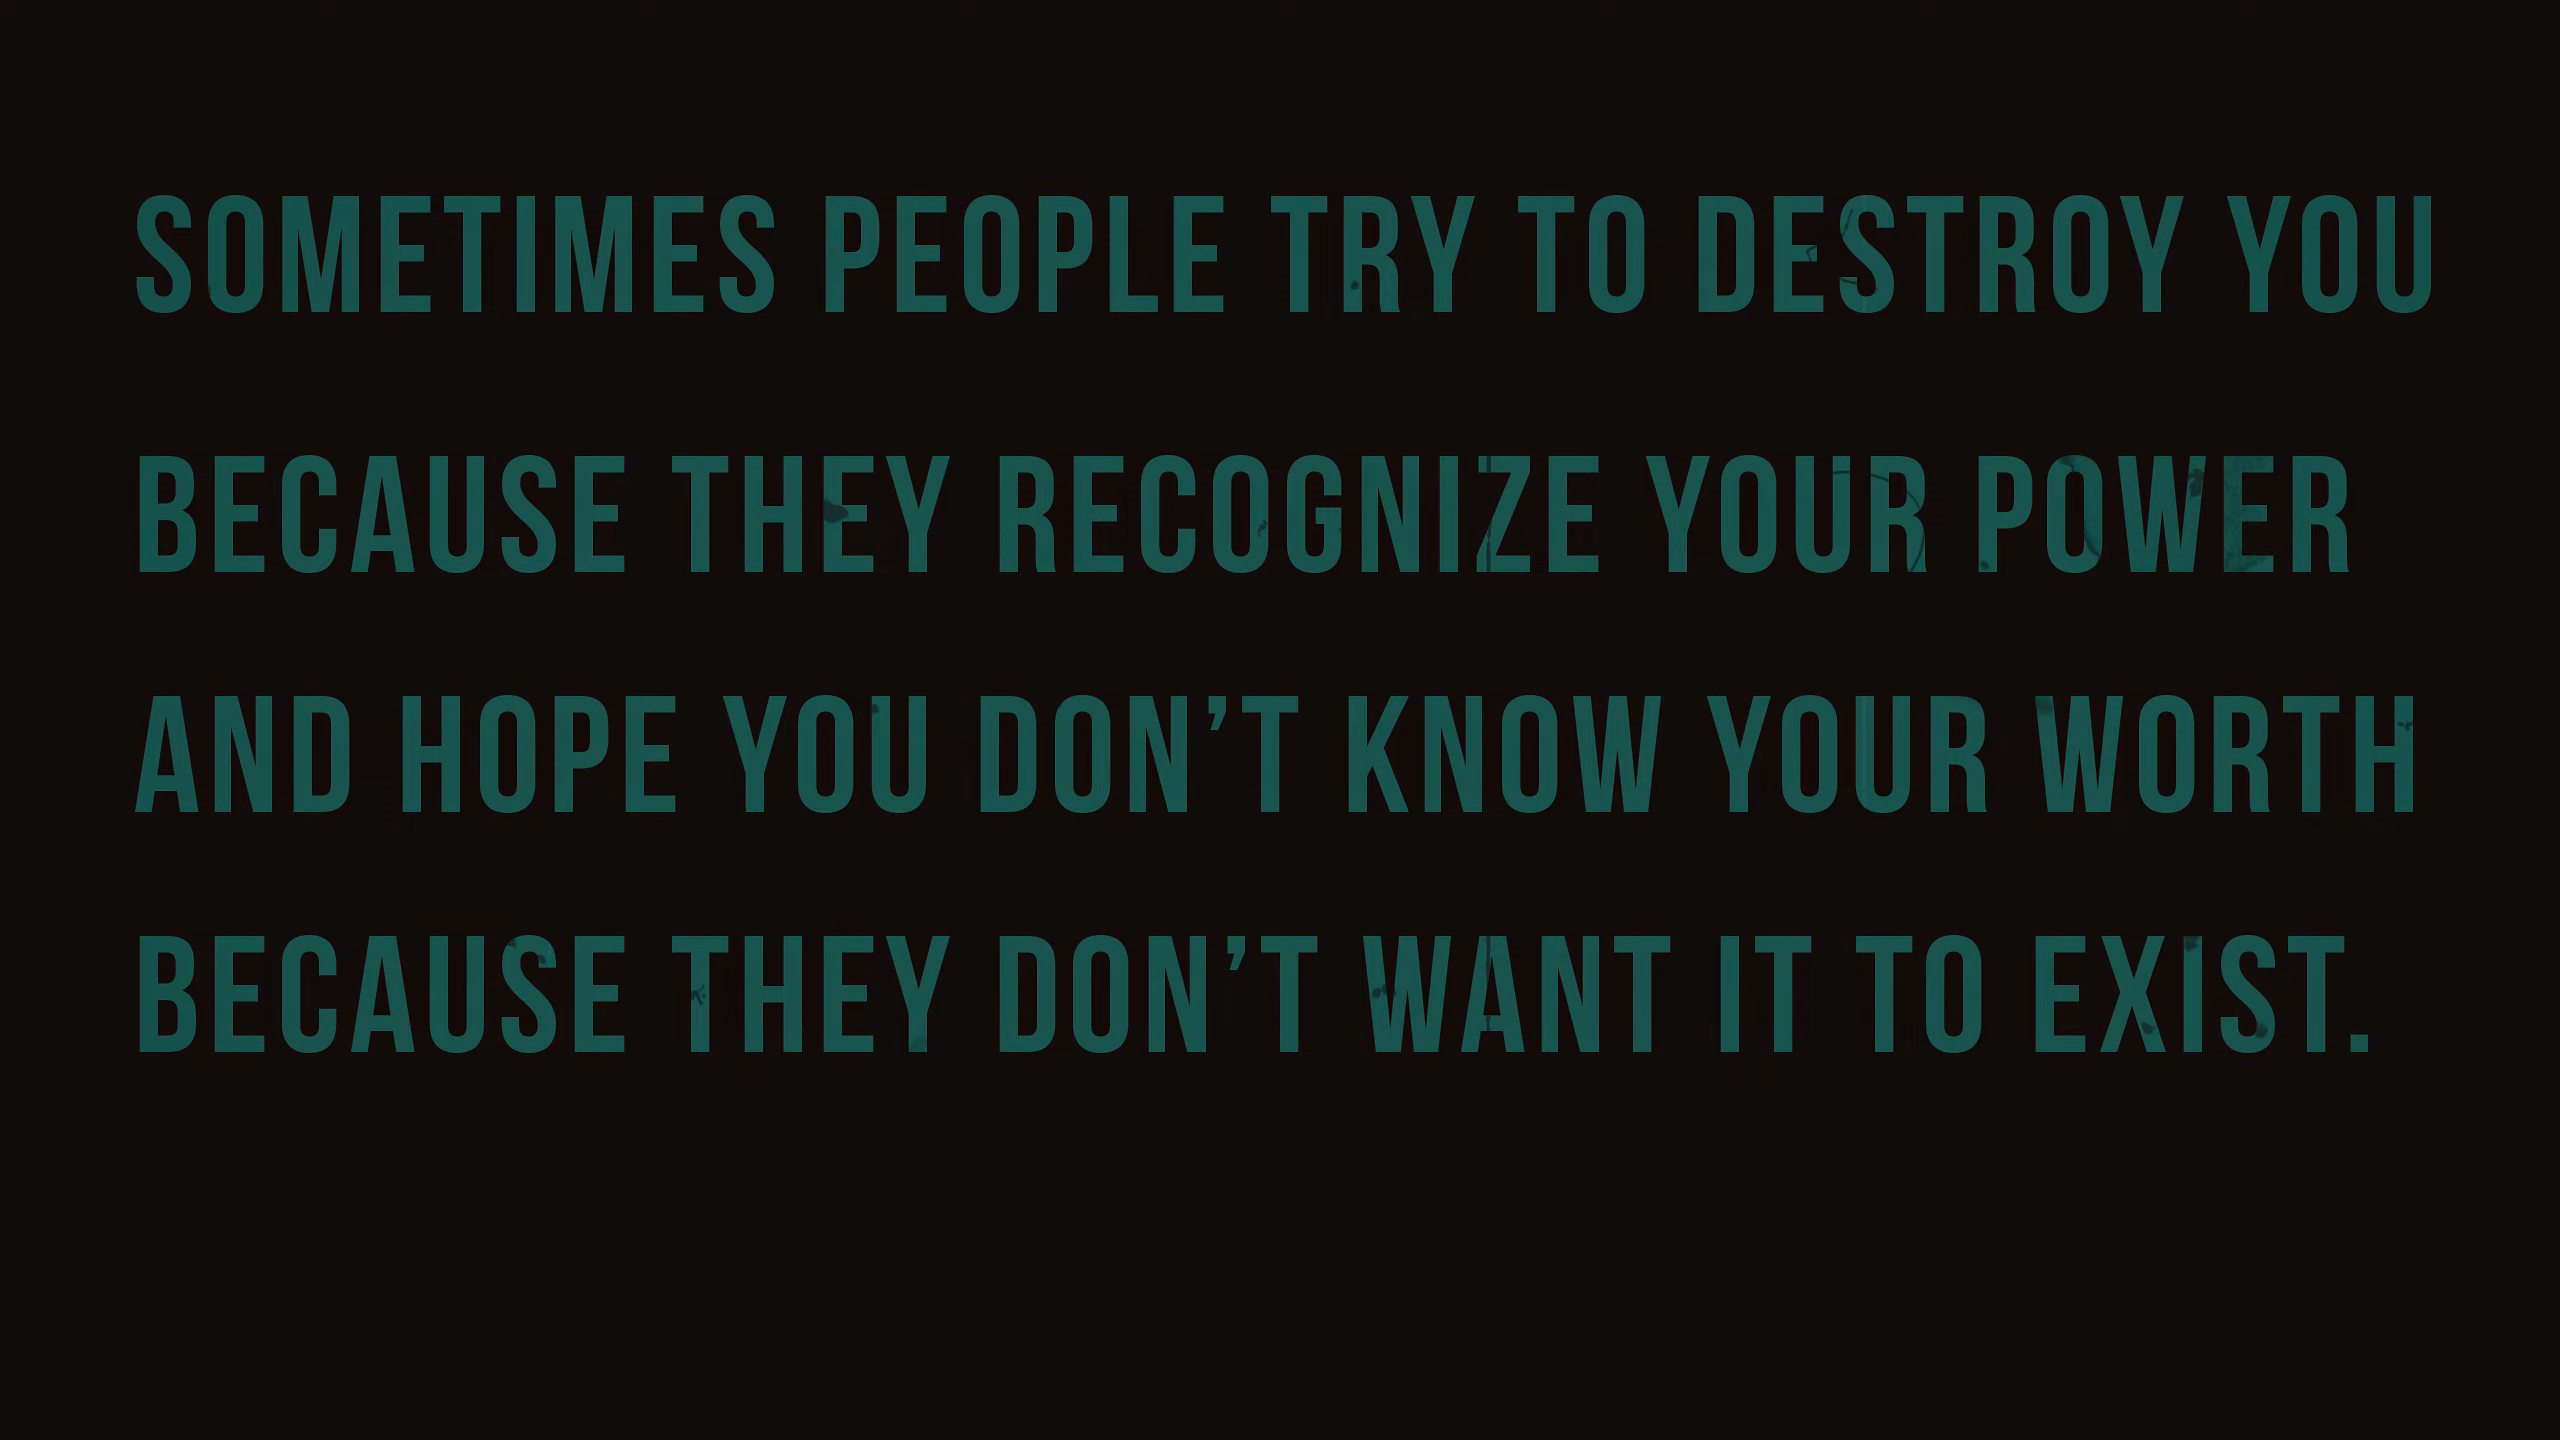 SOMETIMES PEOPLE TRY TO DESTROY YOU
BECAUSE THEY RECOGNIZE YOUR POWER
AND HOPE YOU DON’T KNOW YOUR WORTH
BECAUSE THEY DON’T WANT IT TO EXIST.